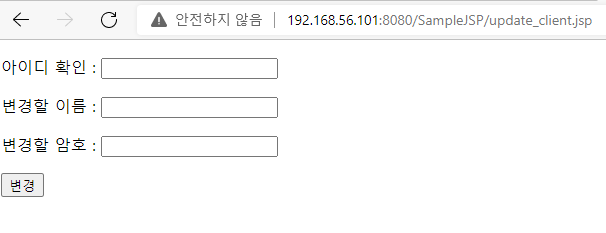 안전하지 않음 192.168.56.101:8080/SampleJSP/update_client.jsp
아이디 확인 :
변경할 이름 :
변경할 암호 :
변경